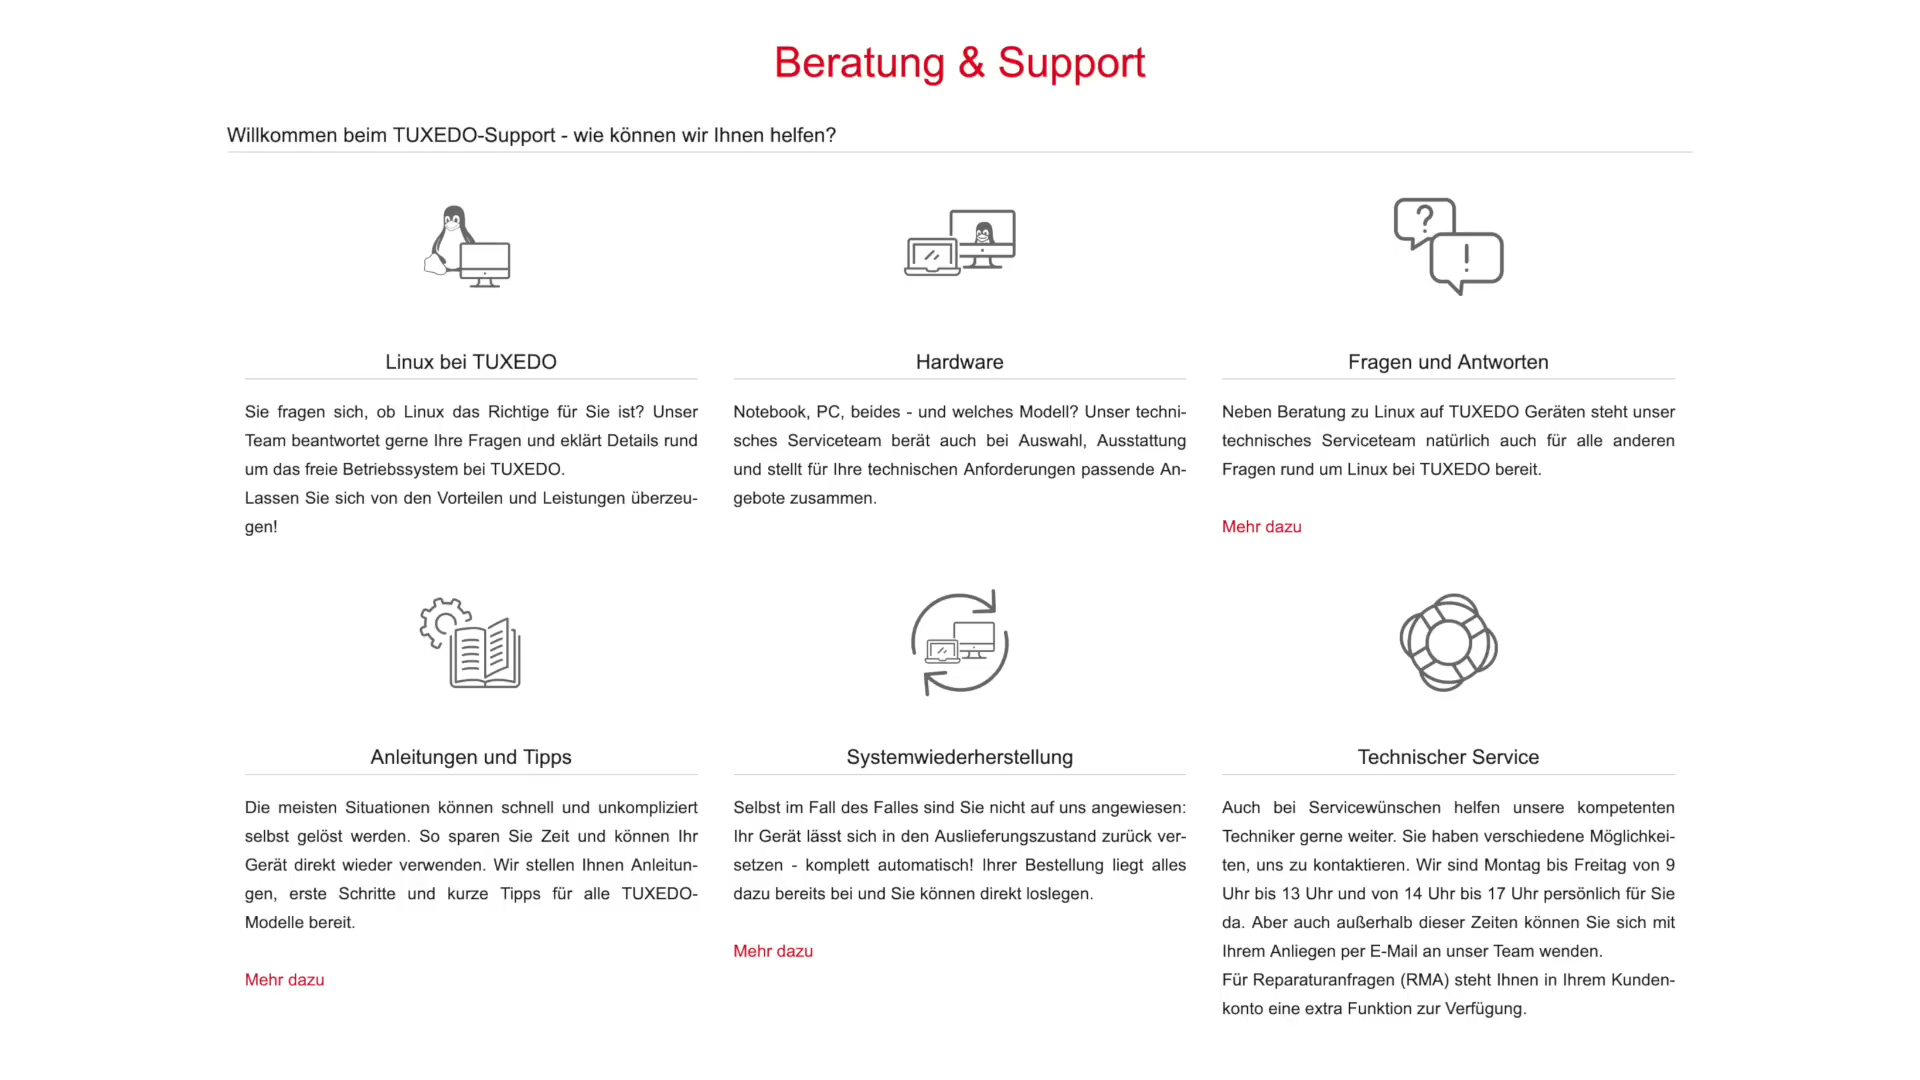 Beratung & Support
Willkommen beim TUXEDO-Support - wie können wir Ihnen helfen?
Linux bei TUXEDO
Sie fragen sich, ob Linux das Richtige für Sie ist? Unser
Team beantwortet gerne Ihre Fragen und eklärt Details rund
um das freie Betriebssystem bei TUXEDO.
Lassen Sie sich von den Vorteilen und Leistungen überzeu-
gen!
Hardware
Notebook, PC, beides - und welches Modell? Unser techni-
sches Serviceteam berät auch bei Auswahl, Ausstattung
und stellt für Ihre technischen Anforderungen passende An-
gebote zusammen.
? !
Fragen und Antworten
Neben Beratung zu Linux auf TUXEDO Geräten steht unser
technisches Serviceteam natürlich auch für alle anderen
Fragen rund um Linux bei TUXEDO bereit.
Mehr dazu
Anleitungen und Tipps
Die meisten Situationen können schnell und unkompliziert
selbst gelöst werden. So sparen Sie Zeit und können Ihr
Gerät direkt wieder verwenden. Wir stellen Ihnen Anleitun-
gen, erste Schritte und kurze Tipps für alle TUXEDO-
Modelle bereit.
Mehr dazu
Systemwiederherstellung
Selbst im Fall des Falles sind Sie nicht auf uns angewiesen:
Ihr Gerät lässt sich in den Auslieferungszustand zurück ver-
setzen - komplett automatisch! Ihrer Bestellung liegt alles
dazu bereits bei und Sie können direkt loslegen.
Mehr dazu
Technischer Service
Auch bei Servicewünschen helfen unsere kompetenten
Techniker gerne weiter. Sie haben verschiedene Möglichkei-
ten, uns zu kontaktieren. Wir sind Montag bis Freitag von 9
Uhr bis 13 Uhr und von 14 Uhr bis 17 Uhr persönlich für Sie
da. Aber auch außerhalb dieser Zeiten können Sie sich mit
Ihrem Anliegen per E-Mail an unser Team wenden.
Für Reparaturanfragen (RMA) steht Ihnen in Ihrem Kunden-
konto eine extra Funktion zur Verfügung.